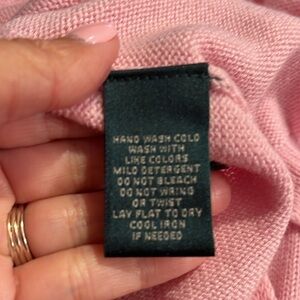 HAND WASH COLD
WASH WITH
LIKE COLORS
MILD DETERGENT
DO NOT BLEACH
DO NOT WRING
OR TWIST
LAY FLAT TO DRY
COOL IRON
IF NEEDED